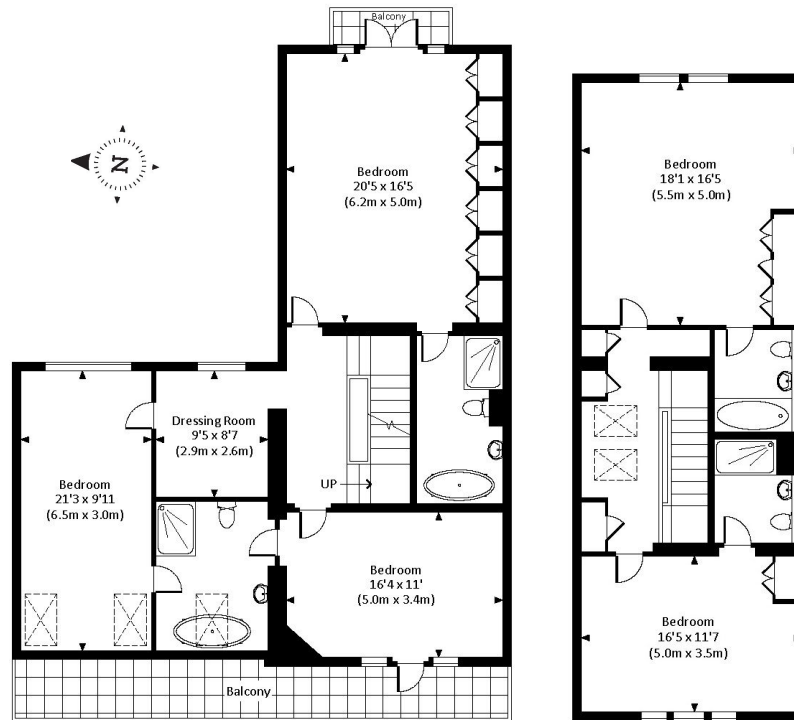 Balcony
N
Bedroom
20'5 x 16'5
(6.2m x 5.0m)
Bedroom
18'1 x 16'5
(5.5m x 5.0m)
Dressing Room
9'5 x 8'7
(2.9m x 2.6m)
Bedroom
21'3 x 9'11
(6.5m x 3.0m)
UP
Bedroom
16'4 x 11'
(5.0m x 3.4m)
Bedroom
16'5 x 11'7
(5.0m x 3.5m)
Balcony